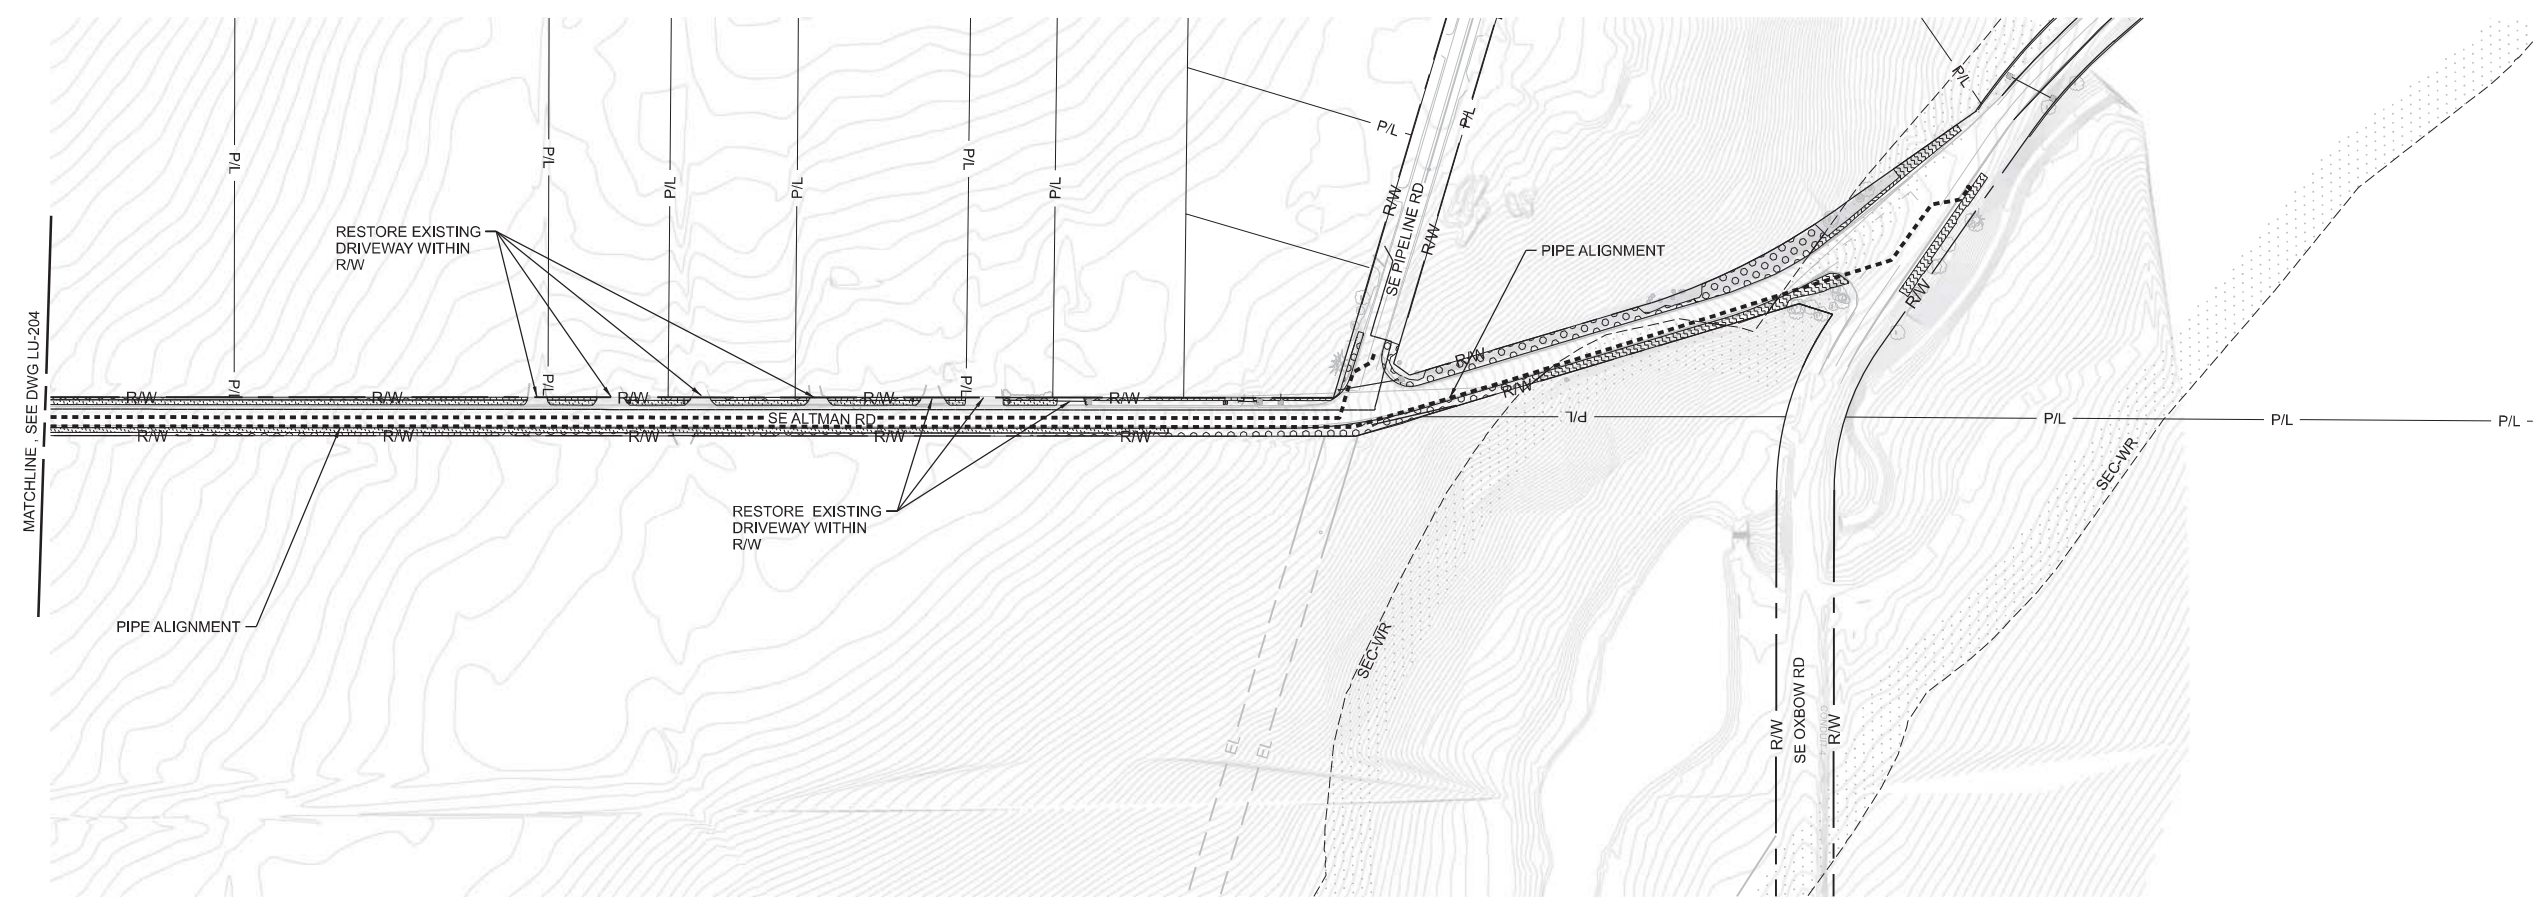 P/L
P/L
P/L
P/L
P/L
P/L
P/L
P/L
P/L
R/W
SE PIPELINE RD
R/W
RESTORE EXISTING
DRIVEWAY WITHIN
R/W
PIPE ALIGNMENT
R/W
MATCHLINE , SEE DWG LU-204
P/L
P/L
P/L
R/W
R/W
R/W
R/W
R/W
R/W
R/W
SE ALTMAN RD
R/W
R/W
R/W
R/W
R/W
P/L
P/L
P/L
P/L
SEC-WR
RESTORE EXISTING
DRIVEWAY WITHIN
R/W
PIPE ALIGNMENT
SEC-WR
EL
EL
R/W
SE OXBOW RD
R/W